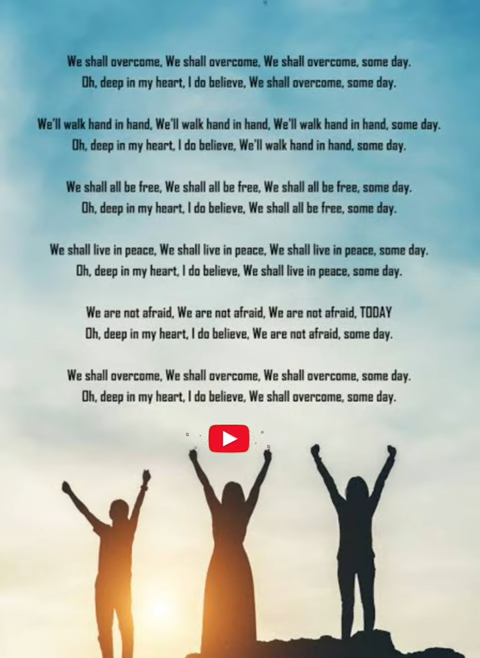 We shall overcome, We shall overcome, We shall overcome, some day.
Oh, deep in my heart, I do believe, We shall overcome, some day.
We'll walk hand in hand, We'll walk hand in hand, We'll walk hand in hand, some day.
Oh, deep in my heart, I do believe, We'll walk hand in hand, some day.
We shall all be free, We shall all be free, We shall all be free, some day.
Oh, deep in my heart, I do believe, We shall all be free, some day.
We shall live in peace, We shall live in peace, We shall live in peace, some day.
Oh, deep in my heart, I do believe, We shall live in peace, some day.
We are not afraid, We are not afraid, We are not afraid, TODAY
Oh, deep in my heart, I do believe, We are not afraid, some day.
We shall overcome, We shall overcome, We shall overcome, some day.
Oh, deep in my heart, I do believe, We shall overcome, some day.